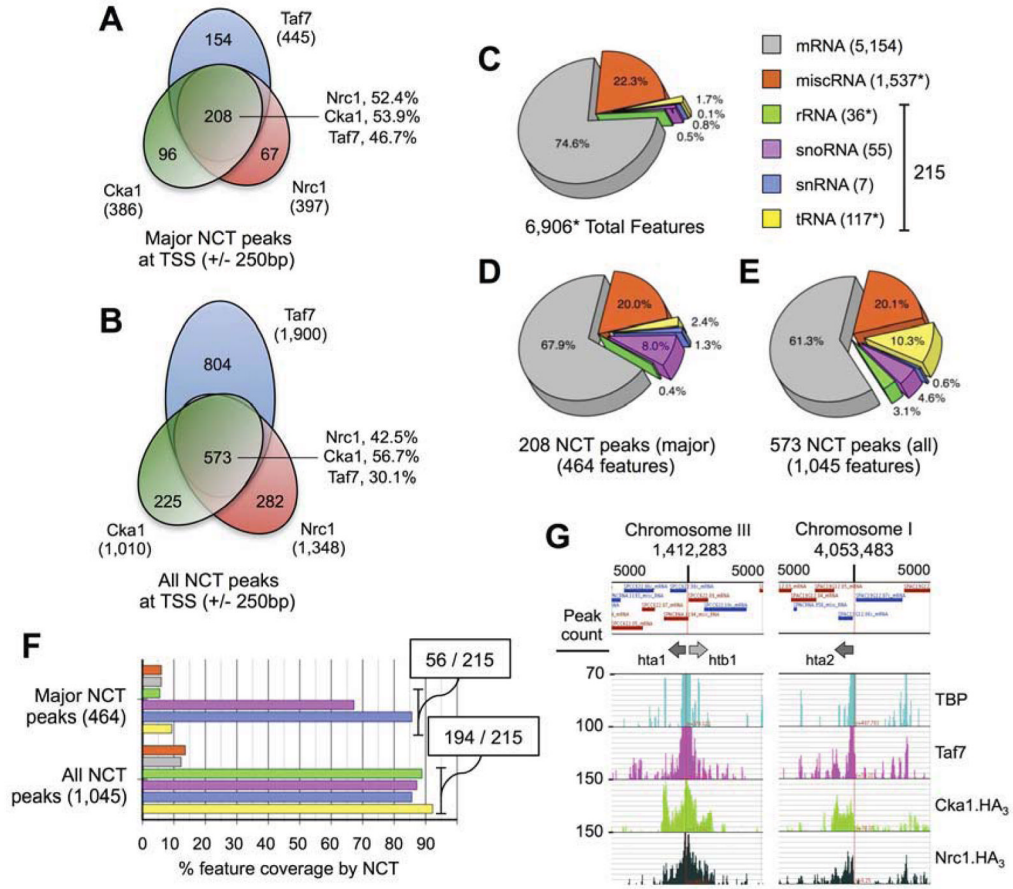 A
Taf7
(445)
154
208
96
67
Nrc1, 52.4%
Cka1, 53.9%
Taf7, 46.7%
Cka1
(386)
Nrc1
(397)
Major NCT peaks
at TSS (+/- 250bp)
B
Taf7
(1,900)
804
573
225
282
Nrc1, 42.5%
Cka1, 56.7%
Taf7, 30.1%
Cka1
(1,010)
Nrc1
(1,348)
All NCT peaks
at TSS (+/- 250bp)
C
22.3%
1.7%
0.1%
0.8%
0.5%
74.6%
6,906* Total Features
mRNA (5,154)
miscRNA (1,537*)
rRNA (36*)
snoRNA (55)
snRNA (7)
tRNA (117*)
215
D
20.0%
2.4%
1.3%
8.0%
0.4%
67.9%
208 NCT peaks (major)
(464 features)
E
20.1%
10.3%
0.6%
4.6%
3.1%
61.3%
573 NCT peaks (all)
(1,045 features)
F
Major NCT
peaks (464)
All NCT
peaks (1,045)
56 / 215
194 / 215
0 10 20 30 40 50 60 70 80 90
% feature coverage by NCT
G
Chromosome III
1,412,283
5000 5000
Chromosome I
4,053,483
5000 5000
Peak
count
hta1 htb1
hta2
70
TBP
100
Taf7
150
Cka1.HA3
150
Nrc1.HA3